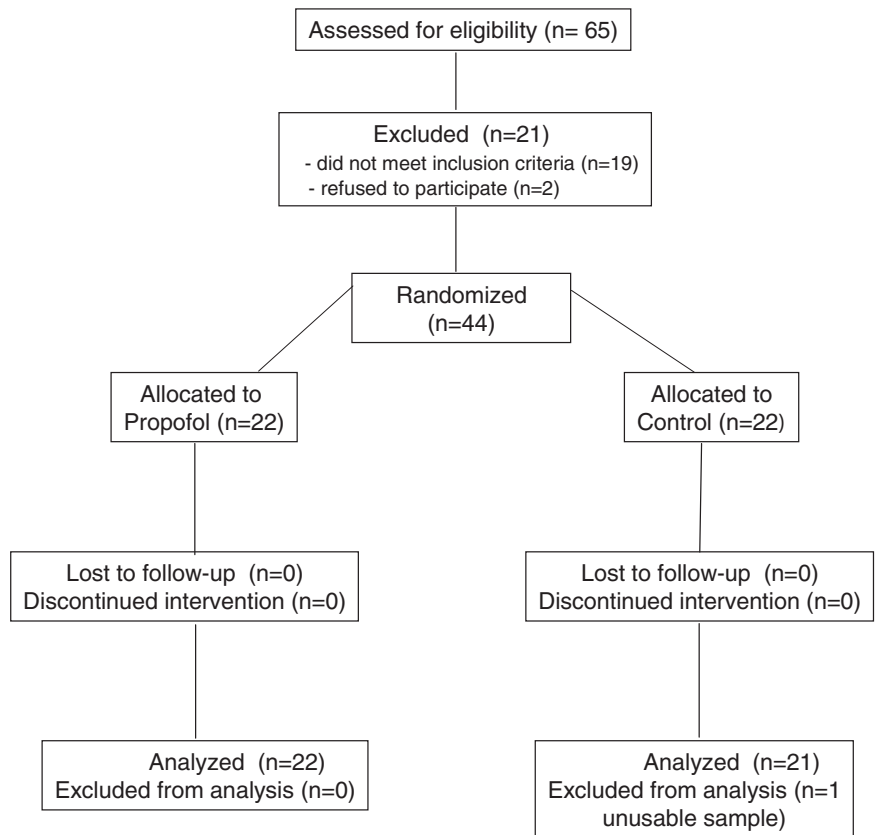 Assessed for eligibility (n= 65)
Excluded (n=21)
- did not meet inclusion criteria (n=19)
- refused to participate (n=2)
Randomized
(n=44)
Allocated to
Propofol (n=22)
Allocated to
Control (n=22)
Lost to follow-up (n=0)
Discontinued intervention (n=0)
Lost to follow-up (n=0)
Discontinued intervention (n=0)
Analyzed (n=22)
Excluded from analysis (n=0)
Analyzed (n=21)
Excluded from analysis (n=1
unusable sample)